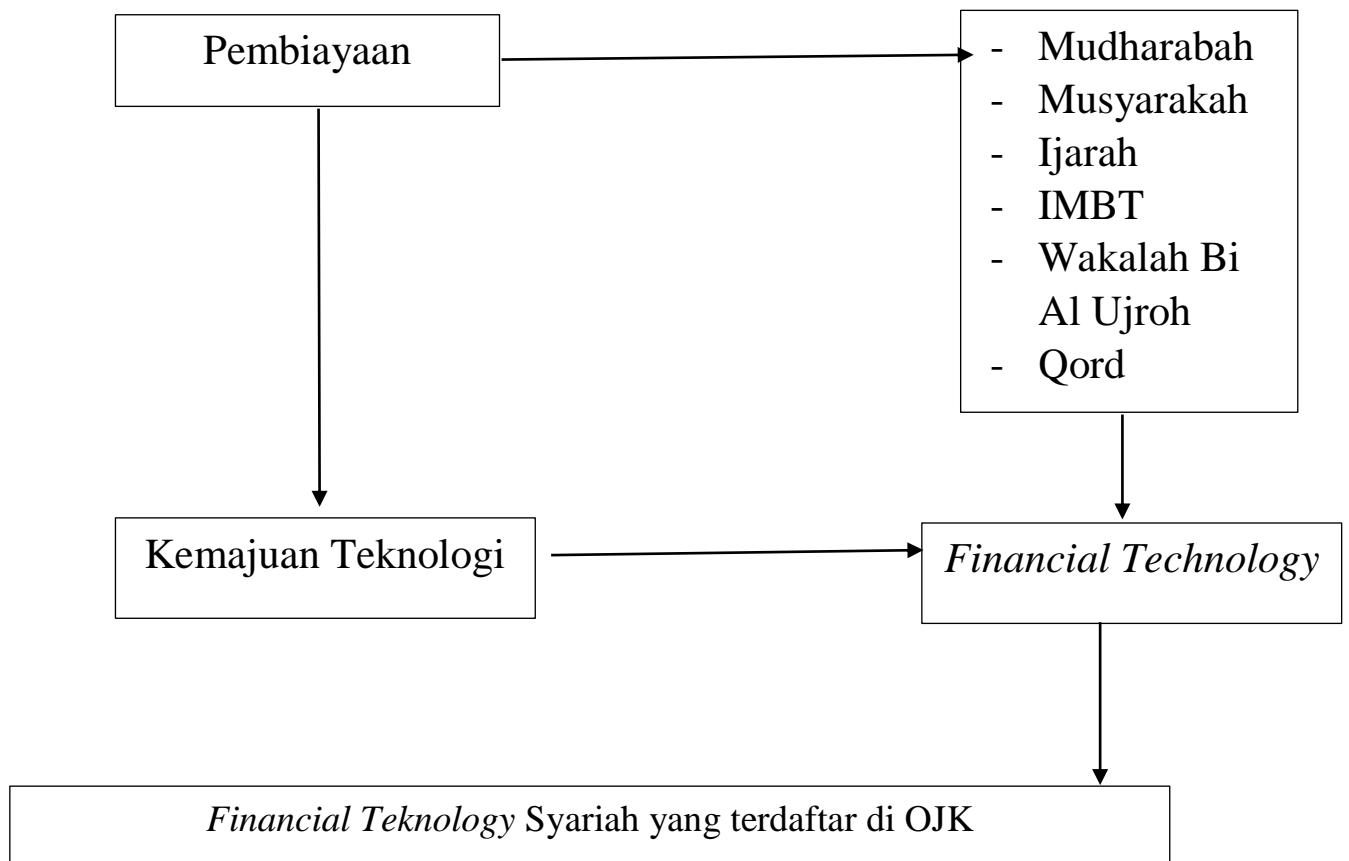 Pembiayaan
- Mudharabah
- Musyarakah
- Ijarah
- IMBT
- Wakalah Bi
Al Ujroh
- Qord
Kemajuan Teknologi
Financial Technology
Financial Teknology Syariah yang terdaftar di OJK